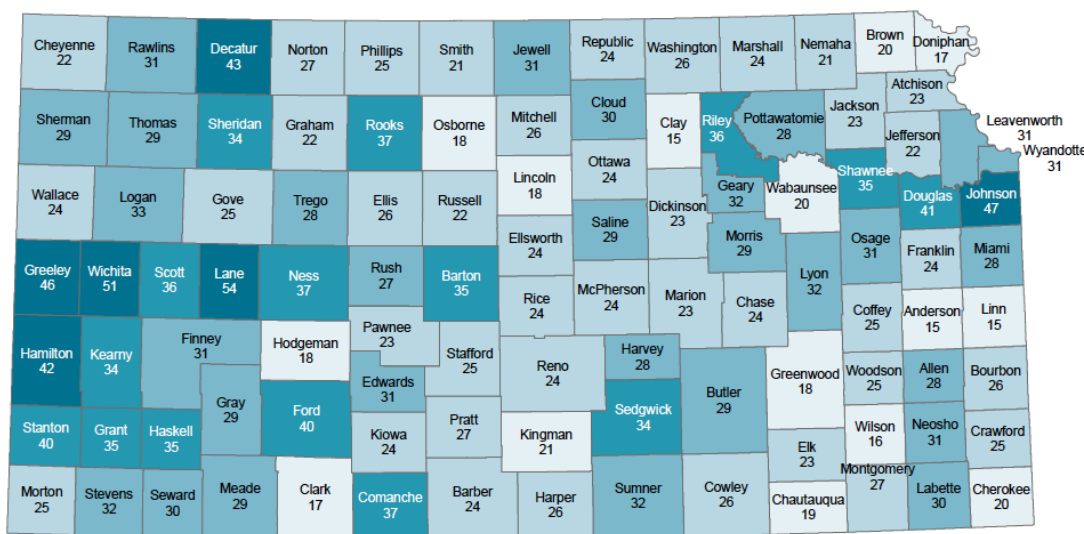 Cheyenne
22
Rawlins
31
Decatur
43
Norton
27
Phillips
25
Smith
21
Jewell
31
Republic
24
Washington
26
Marshall
24
Nemaha
21
Brown
20
Doniphan
17
Atchison
23
Sherman
29
Thomas
29
Sheridan
34
Graham
22
Rooks
37
Osborne
18
Mitchell
26
Cloud
30
Clay
15
Riley
36
Pottawatomie
28
Jackson
23
Jefferson
22
Leavenworth
31
Wyandotte
31
Wallace
24
Logan
33
Gove
25
Trego
28
Ellis
26
Russell
22
Lincoln
18
Ottawa
24
Saline
29
Dickinson
23
Geary
32
Wabaunsee
20
Shawnee
35
Douglas
41
Johnson
47
Greeley
46
Wichita
51
Scott
36
Lane
54
Ness
37
Rush
27
Barton
35
Ellsworth
24
Rice
24
McPherson
24
Marion
23
Morris
29
Chase
24
Lyon
32
Osage
31
Franklin
24
Miami
28
Hamilton
42
Kearny
34
Finney
31
Hodgeman
18
Pawnee
23
Stafford
25
Edwards
31
Reno
24
Harvey
28
Butler
29
Greenwood
18
Coffey
25
Anderson
15
Linn
15
Woodson
25
Allen
28
Bourbon
26
Stanton
40
Grant
35
Haskell
35
Gray
29
Ford
40
Kiowa
24
Pratt
27
Kingman
21
Sedgwick
34
Elk
23
Wilson
16
Neosho
31
Crawford
25
Morton
25
Stevens
32
Seward
30
Meade
29
Clark
17
Comanche
37
Barber
24
Harper
26
Sumner
32
Cowley
26
Chautauqua
19
Montgomery
27
Labette
30
Cherokee
20